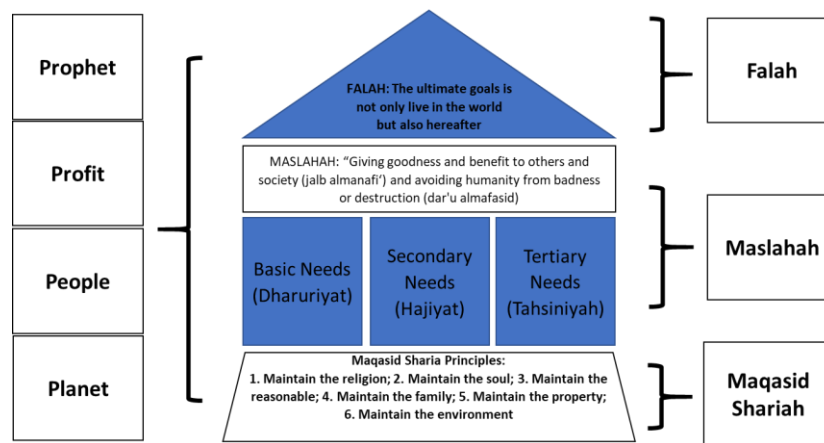 Prophet
Profit
People
Planet
FALAH: The ultimate goals is
not only live in the world
but also hereafter
MASLAHAH: “Giving goodness and benefit to others and
society (jalb almanafi‘) and avoiding humanity from badness
or destruction (dar'u almafasid)
Basic Needs
(Dharuriyat)
Secondary
Needs
(Hajiyat)
Tertiary
Needs
(Tahsiniyah)
Maqasid Sharia Principles:
1. Maintain the religion; 2. Maintain the soul; 3. Maintain the
reasonable; 4. Maintain the family; 5. Maintain the property;
6. Maintain the environment
Falah
Maslahah
Maqasid
Shariah